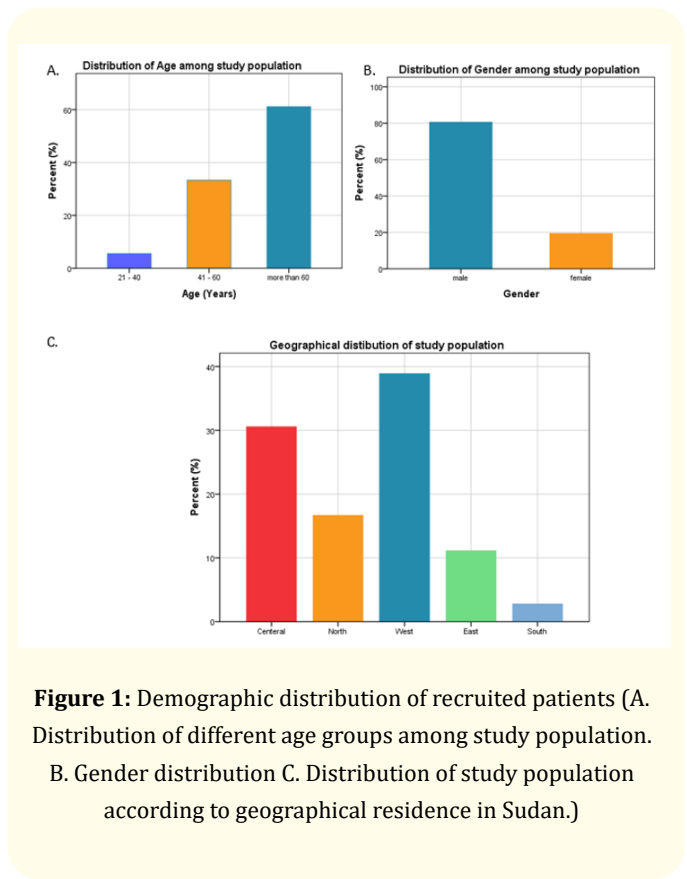 A.
Distribution of Age among study population
Percent (%)
60
40
20
0
21 - 40
41 - 60
more than 60
Age (Years)
B.
Distribution of Gender among study population
Percent (%)
100
80
60
40
20
0
male
female
Gender
C.
Geographical distibution of study population
Percent (%)
40
30
20
10
0
Centeral
North
West
East
South
Figure 1: Demographic distribution of recruited patients (A.
Distribution of different age groups among study population.
B. Gender distribution C. Distribution of study population
according to geographical residence in Sudan.)